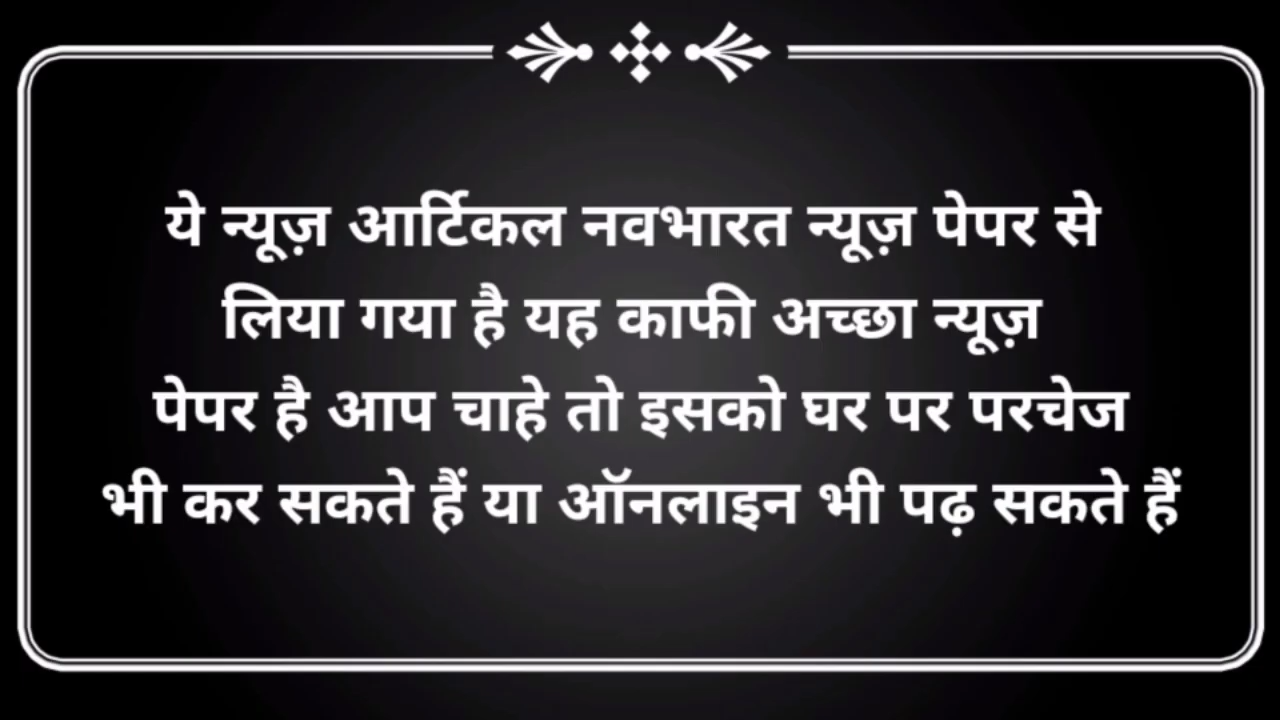 ये न्यूज़ आर्टिकल नवभारत न्यूज़ पेपर से
लिया गया है यह काफी अच्छा न्यूज़
पेपर है आप चाहे तो इसको घर पर परचेज
भी कर सकते हैं या ऑनलाइन भी पढ़ सकते हैं